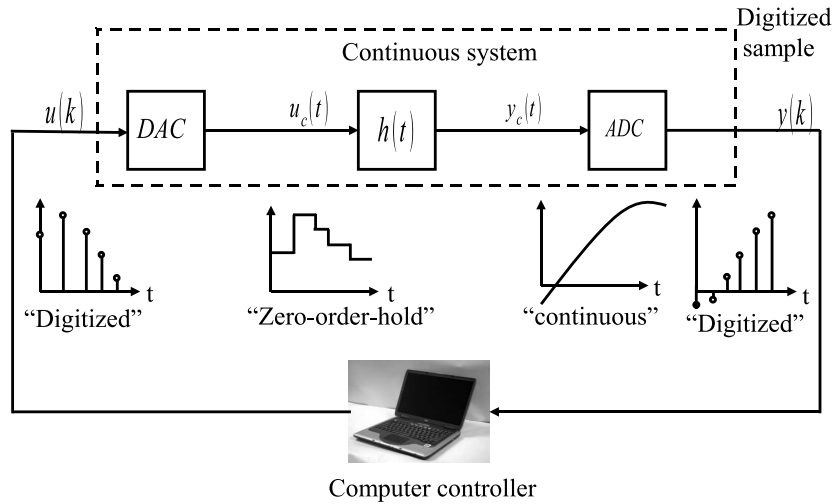 Digitized
sample
Continuous system
u(k)
DAC
u_c(t)
h(t)
y_c(t)
ADC
y(k)
t
"Digitized"
t
"Zero-order-hold"
t
"continuous"
t
"Digitized"
Computer controller